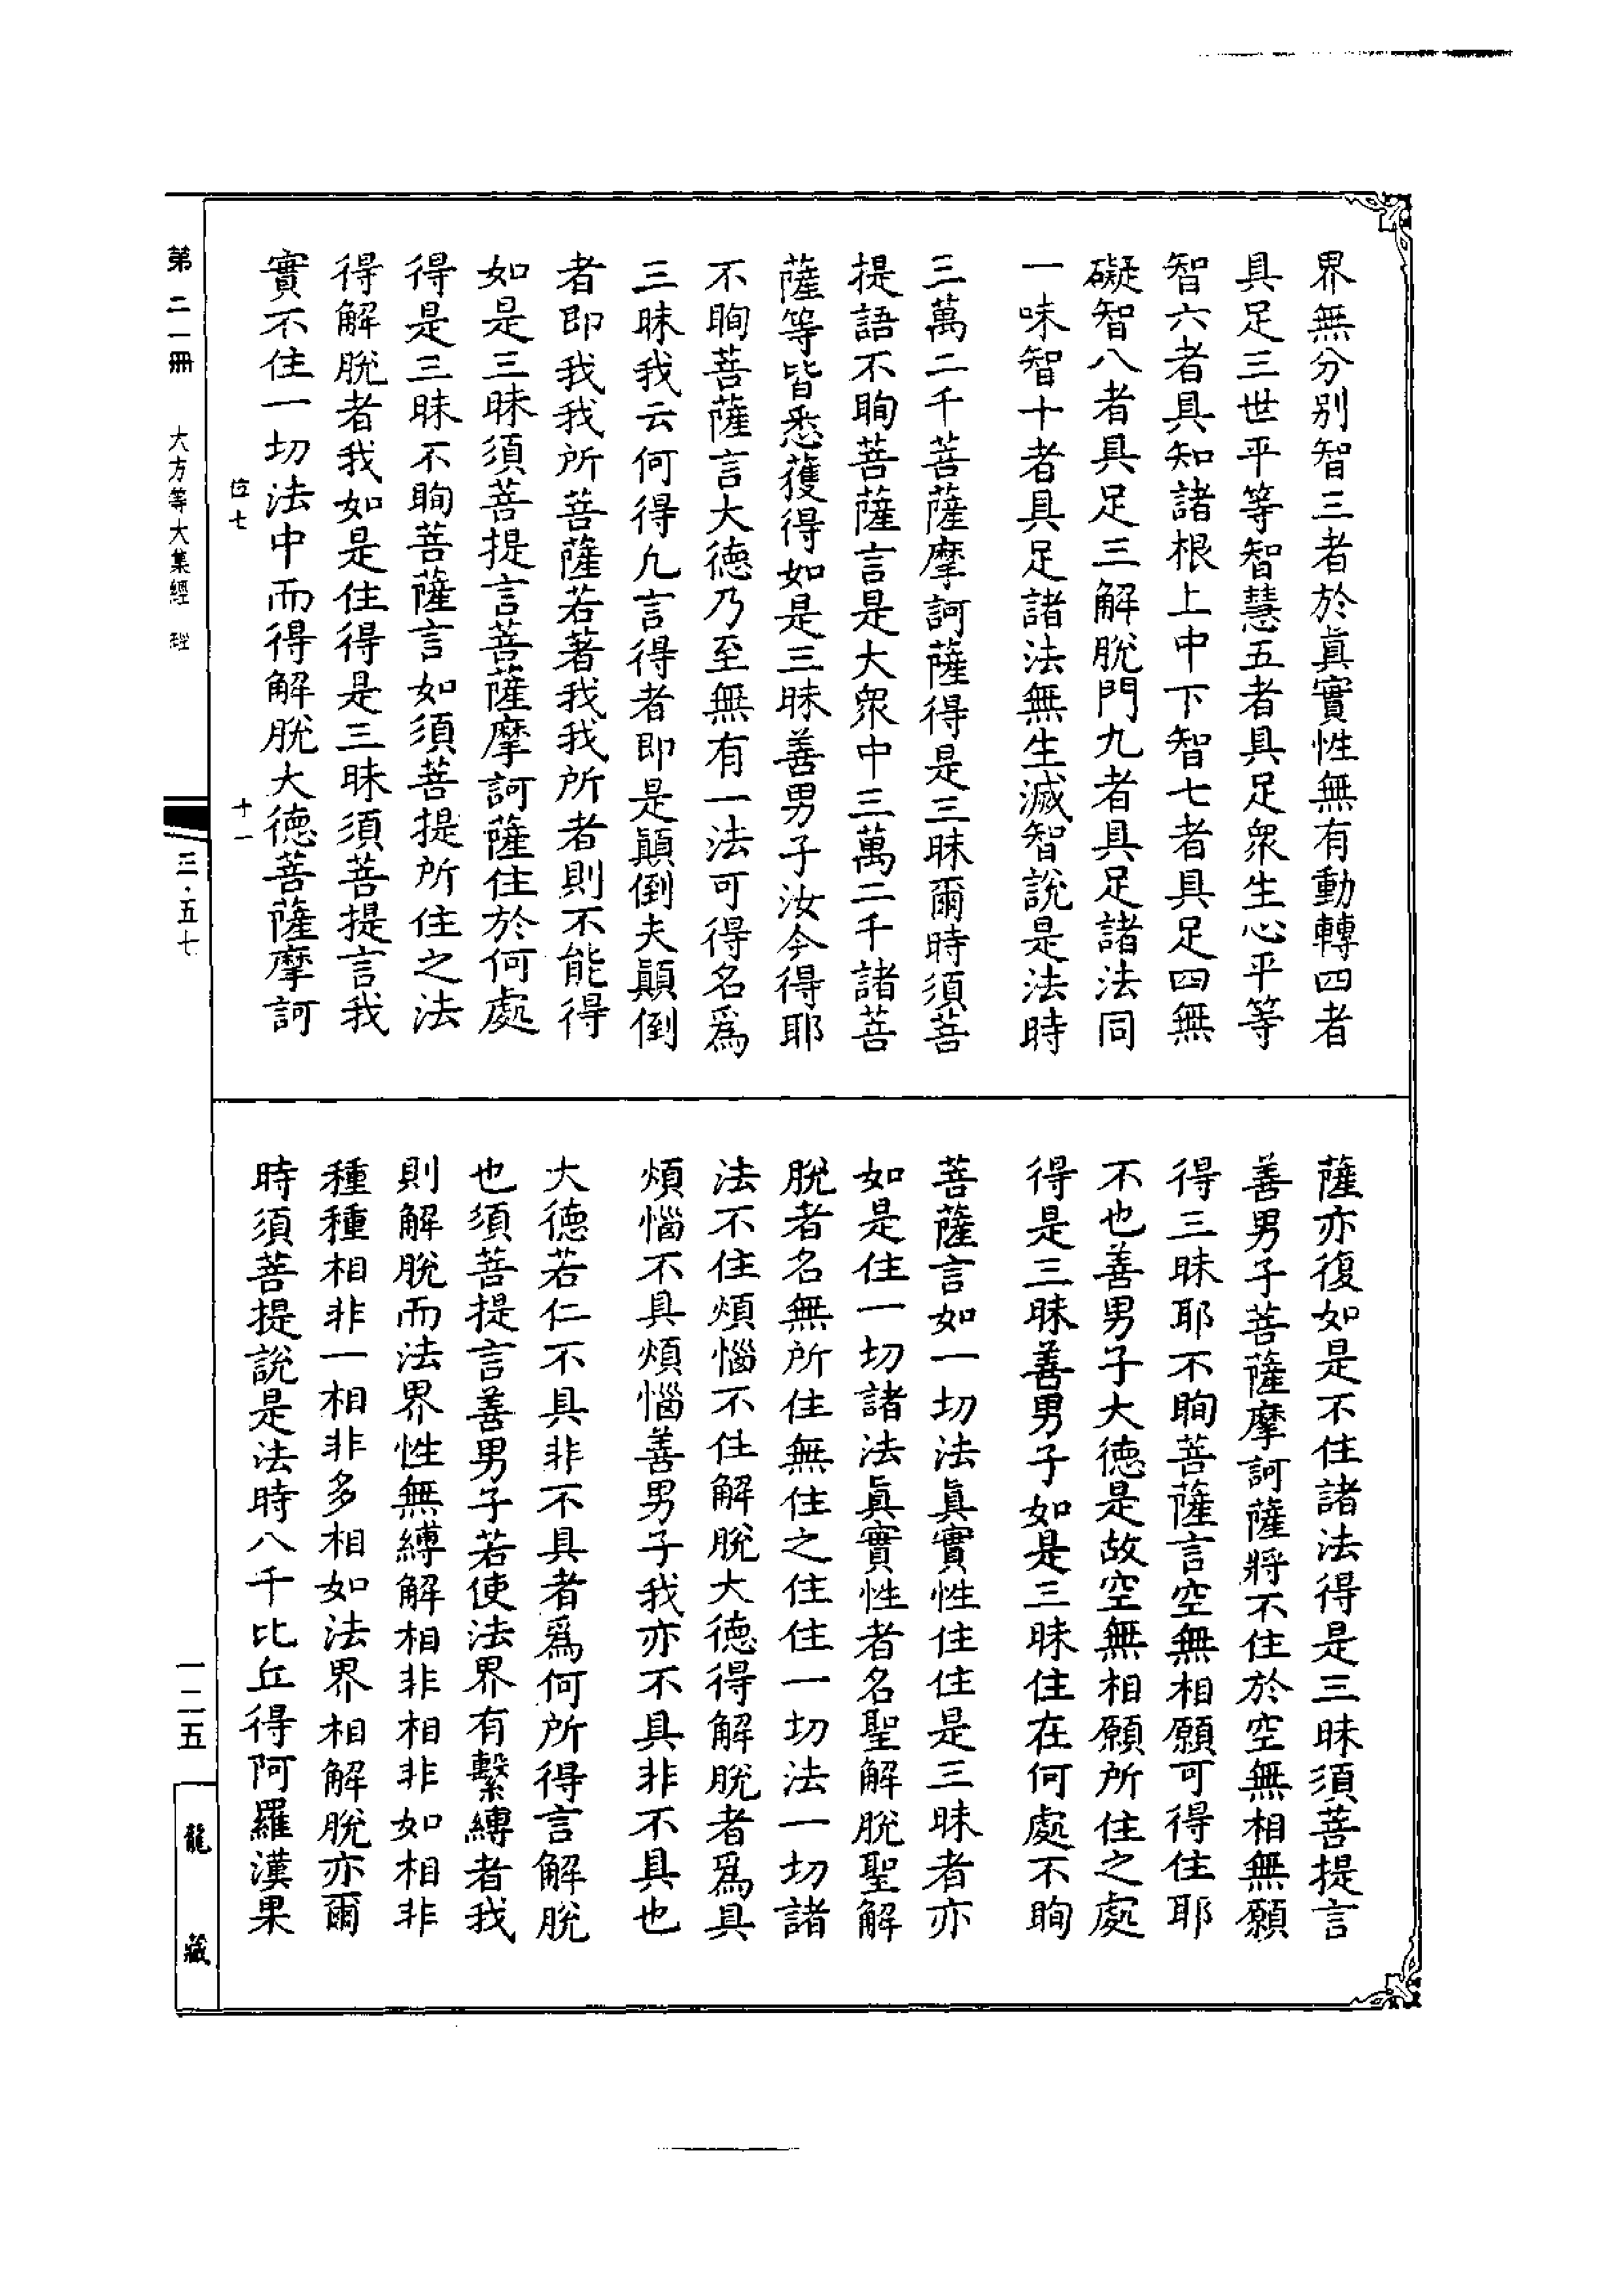 界無分別智三者於眞實性無有動轉四者
具足三世平等智慧五者具足衆生心平等
智六者具知諸根上中下智七者具足四無
礙智八者具足三解脫門九者具足諸法同
一味智十者具足諸法無生滅智說是法時
三萬二千菩薩摩訶薩得是三昧爾時須菩
提語不眴菩薩言是大衆中三萬二千諸菩
薩等皆悉獲得如是三昧善男子汝今得耶
不眴菩薩言大德乃至無有一法可得名爲
三昧我云何得凡言得者即是顚倒夫顚倒
者即我我所菩薩若著我我所者則不能得
如是三昧須菩提言菩薩摩訶薩住於何處
得是三昧不眴菩薩言如須菩提所住之法
得解脫者我如是住得是三昧須菩提言我
實不住一切法中而得解脫大德菩薩摩訶
薩亦復如是不住諸法得是三昧須菩提言
善男子菩薩摩訶薩將不住於空無相無願
得三昧耶不眴菩薩言空無相願可得住耶
不也善男子大德是故空無相願所住之處
得是三昧善男子如是三昧住在何處不眴
菩薩言如一切法眞實性住住是三昧者亦
如是住一切諸法眞實性者名聖解脫聖解
脫者名無所住無住之住住一切法一切諸
法不住煩惱不住解脫大德得解脫者爲具
煩惱不具煩惱善男子我亦不具非不具也
大德若仁不具非不具者爲何所得言解脫
也須菩提言善男子若使法界有繫縛者我
則解脫而法界性無縛解相非相非如相非
種種相非一相非多相如法界相解脫亦爾
時須菩提說是法時八千比丘得阿羅漢果
位七
十一
第二一冊 大方等大集經
三·五七
一二五
龍藏